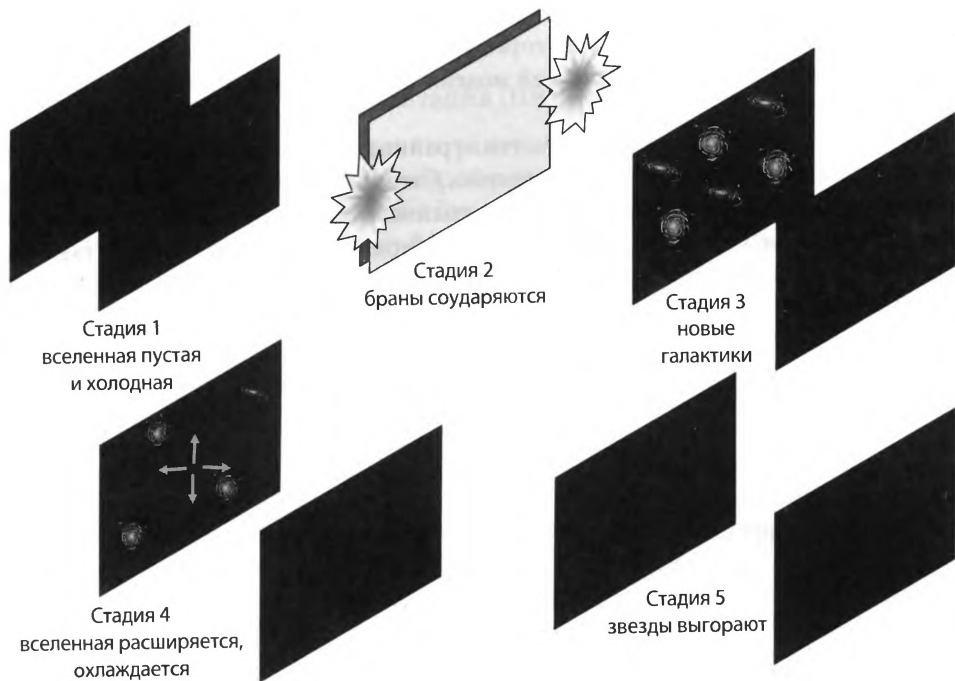 Стадия 1
вселенная пустая
и холодная
Стадия 2
браны соударяются
Стадия 3
новые
галактики
Стадия 4
вселенная расширяется,
охлаждается
Стадия 5
звезды выгорают